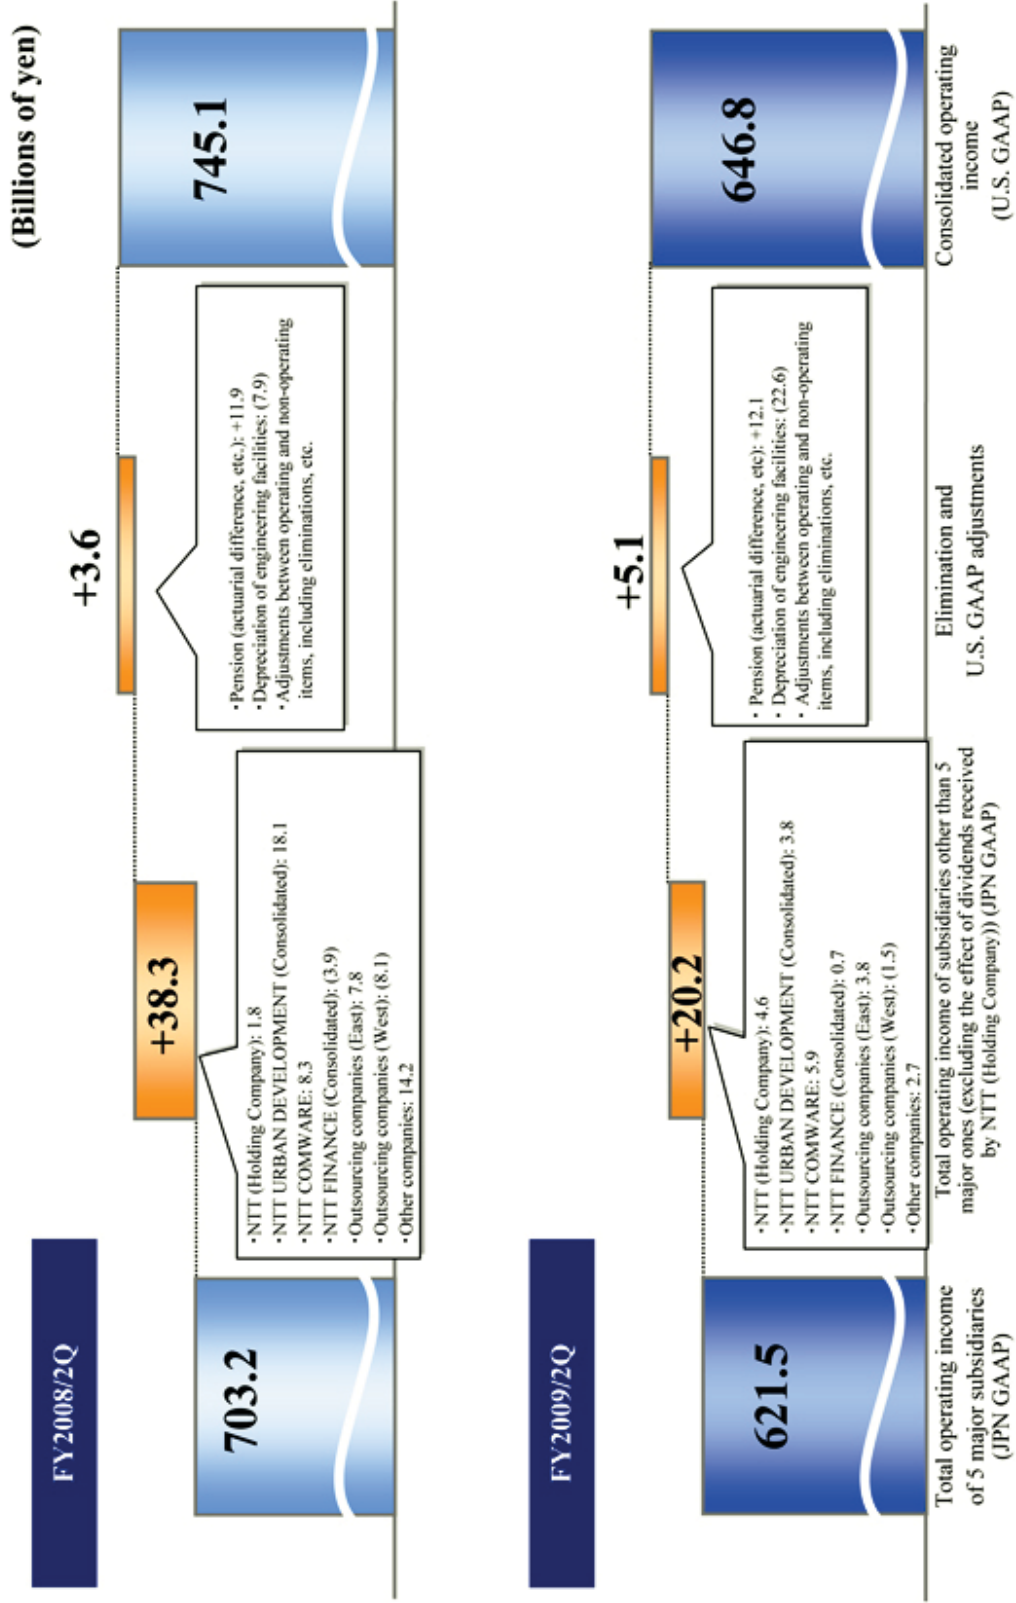 (Billions of yen)
FY2008/2Q
703.2
+38.3
・NTT (Holding Company): 1.8
・NTT URBAN DEVELOPMENT (Consolidated): 18.1
・NTT COMWARE: 8.3
・NTT FINANCE (Consolidated): (3.9)
・Outsourcing companies (East): 7.8
・Outsourcing companies (West): (8.1)
・Other companies: 14.2
+3.6
・Pension (actuarial difference, etc.): +11.9
・Depreciation of engineering facilities: (7.9)
・Adjustments between operating and non-operating
items, including eliminations, etc.
745.1
FY2009/2Q
621.5
+20.2
・NTT (Holding Company): 4.6
・NTT URBAN DEVELOPMENT (Consolidated): 3.8
・NTT COMWARE: 5.9
・NTT FINANCE (Consolidated): 0.7
・Outsourcing companies (East): 3.8
・Outsourcing companies (West): (1.5)
・Other companies: 2.7
+5.1
・Pension (actuarial difference, etc): +12.1
・Depreciation of engineering facilities: (22.6)
・Adjustments between operating and non-operating
items, including eliminations, etc.
646.8
Total operating income
of 5 major subsidiaries
(JPN GAAP)
Total operating income of subsidiaries other than 5
major ones (excluding the effect of dividends received
by NTT (Holding Company)) (JPN GAAP)
Elimination and
U.S. GAAP adjustments
Consolidated operating
income
(U.S. GAAP)